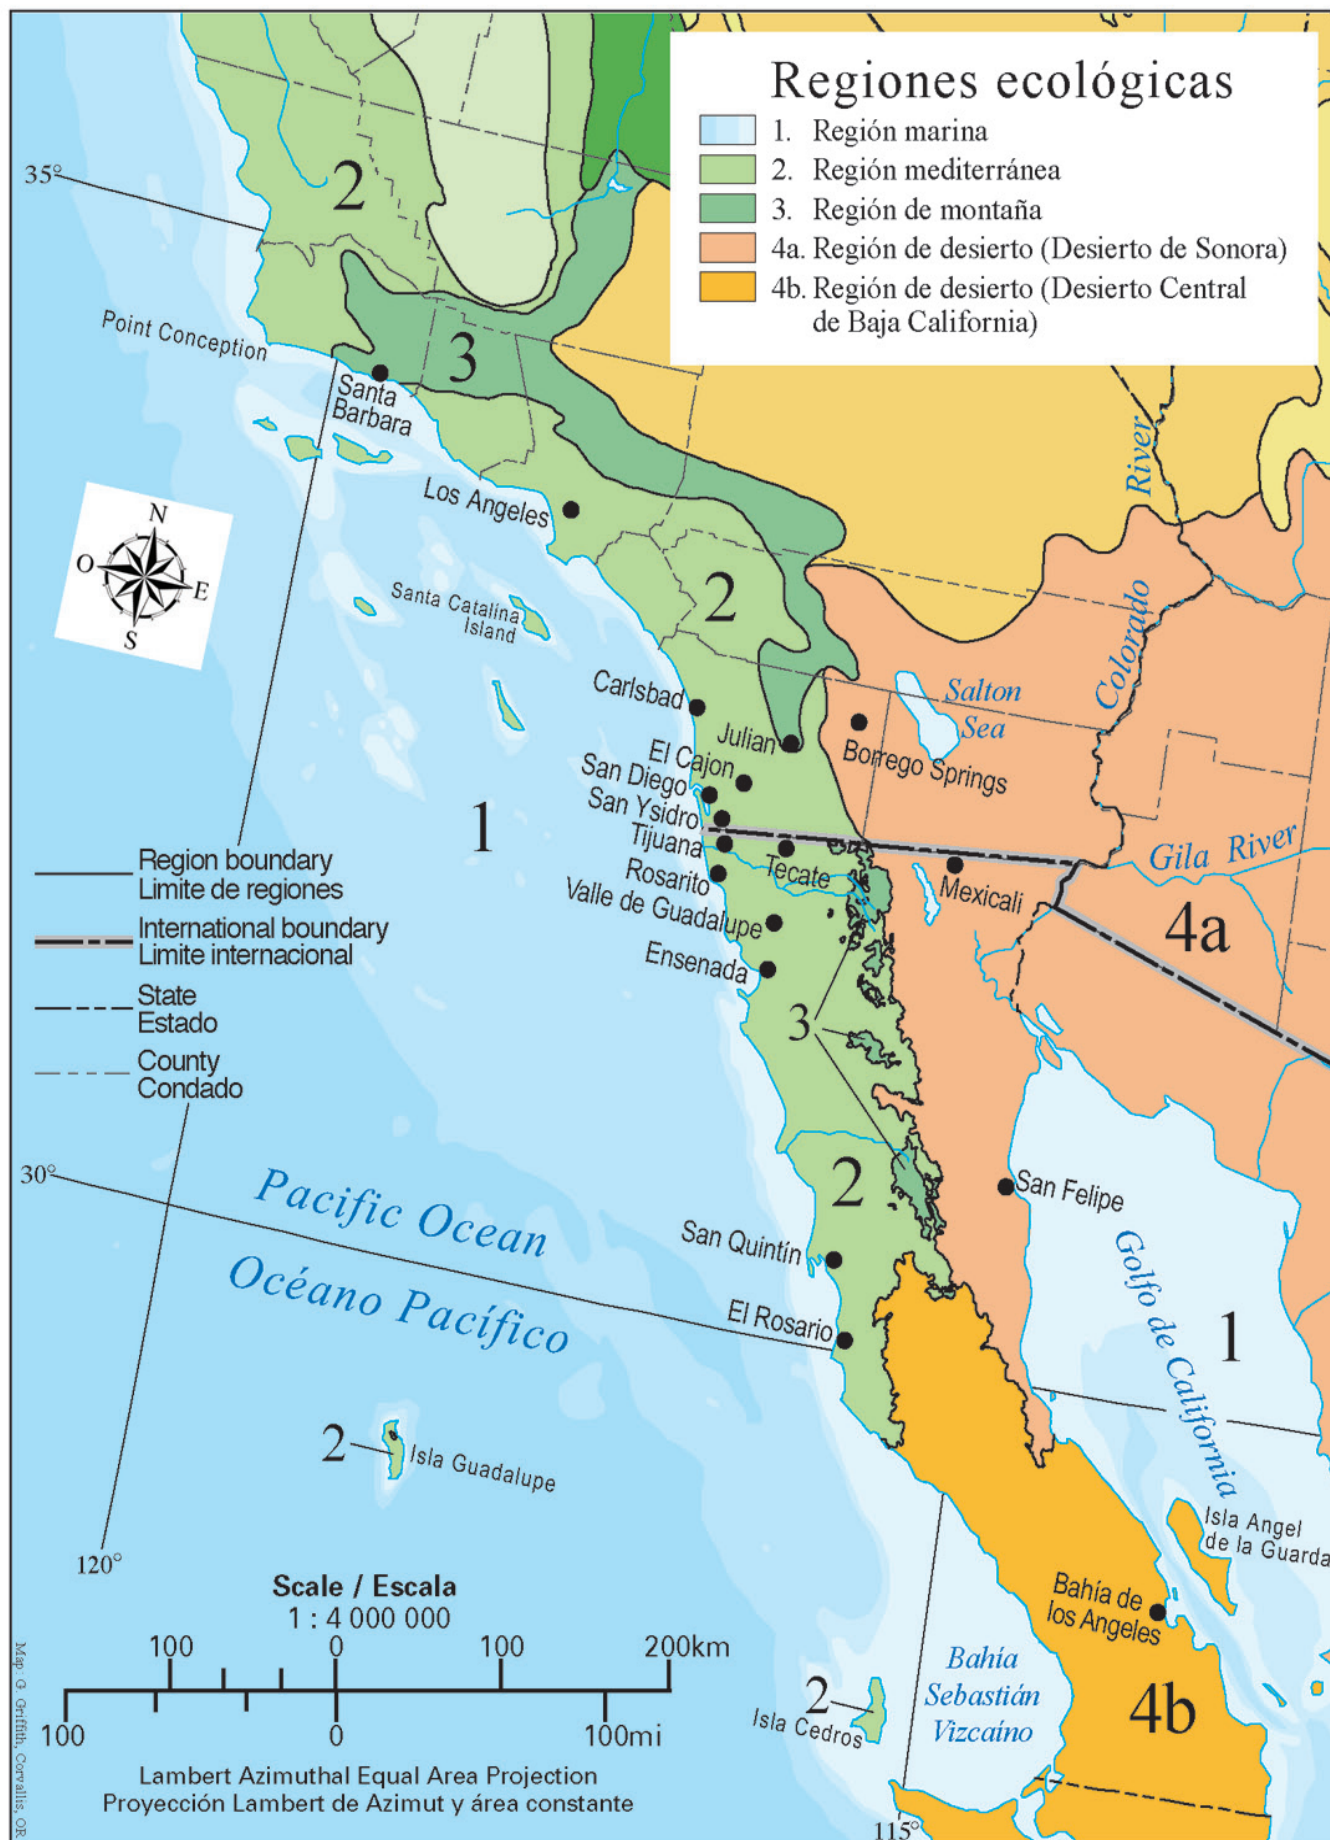 Regiones ecológicas
1. Región marina
2. Región mediterránea
3. Región de montaña
4a. Región de desierto (Desierto de Sonora)
4b. Región de desierto (Desierto Central
de Baja California)
2
35°
Point Conception
3
Santa
Barbara
Los Angeles
River
Colorado
N
O
E
S
Santa Catalina
Island
2
Carlsbad
Salton
Sea
Julian
Borrego Springs
El Cajon
San Diego
San Ysidro
1
Tijuana
Tecate
Rosarito
Mexicali
Gila River
Valle de Guadalupe
4a
Ensenada
Region boundary
Limite de regiones
International boundary
Limite internacional
State
Estado
County
Condado
3
30°
Pacific Ocean
Océano Pacífico
2
San Felipe
San Quintín
Golfo de California
1
El Rosario
2
Isla Guadalupe
Isla Angel
de la Guarda
120°
Scale / Escala
1 : 4 000 000
100 0 100 200km
100 0 100mi
Bahía de
los Angeles
Bahía
Sebastián
Vizcaíno
2
Isla Cedros
4b
Lambert Azimuthal Equal Area Projection
Proyección Lambert de Azimut y área constante
115°
Map: G. Griffith, Corvallis, OR